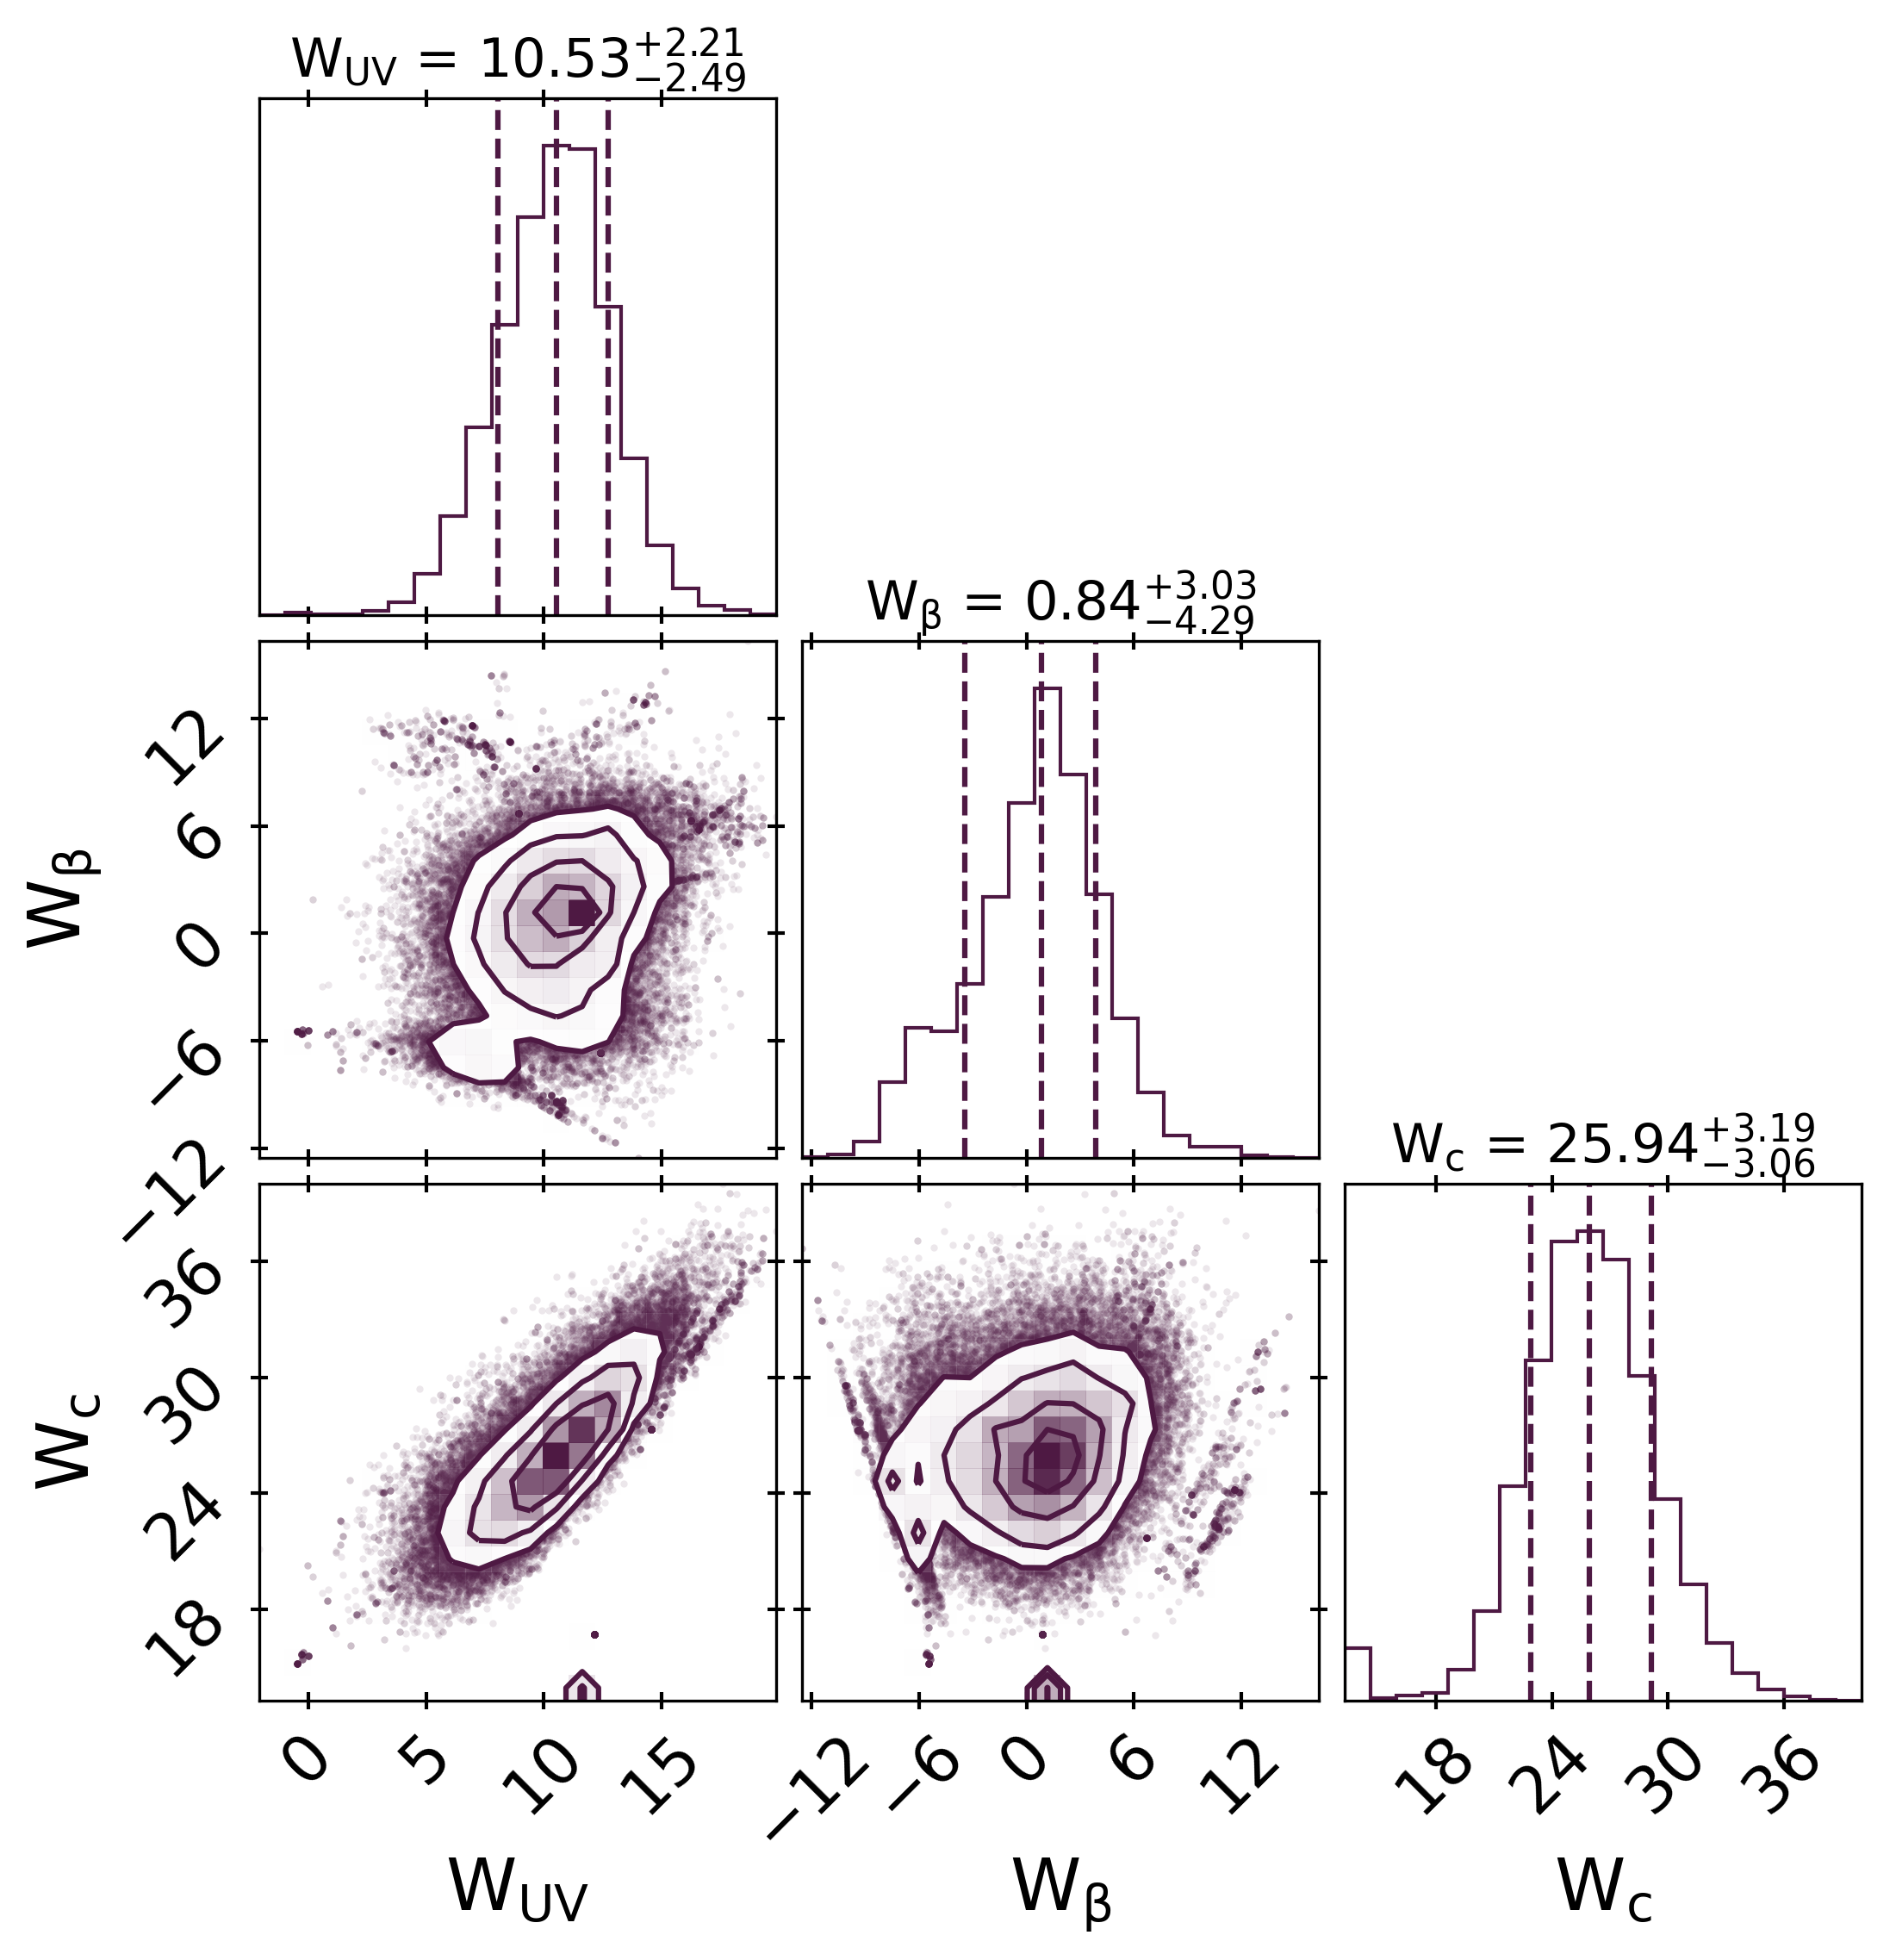 W_UV = 10.53^{+2.21}_{−2.49}
W_β = 0.84^{+3.03}_{−4.29}
12
6
0
−6
−12
W_β
W_c = 25.94^{+3.19}_{−3.06}
36
30
24
18
W_c
0 5 10 15
−12 −6 0 6 12
18 24 30 36
W_UV W_β W_c